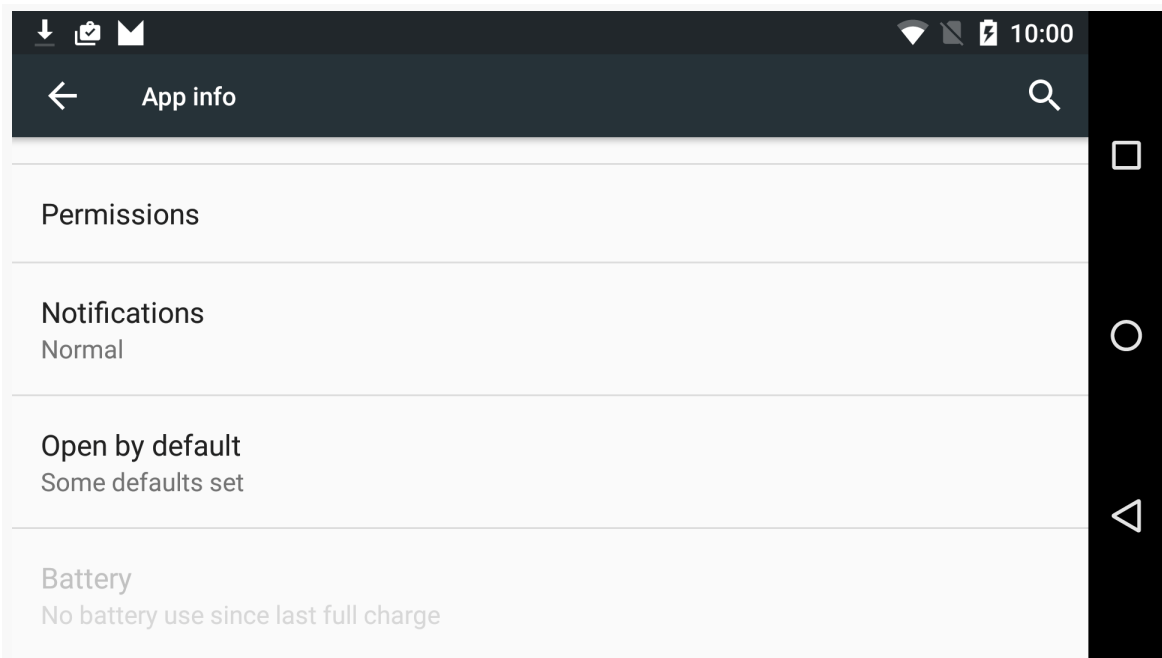 10:00
App info
Permissions
Notifications
Normal
Open by default
Some defaults set
Battery
No battery use since last full charge